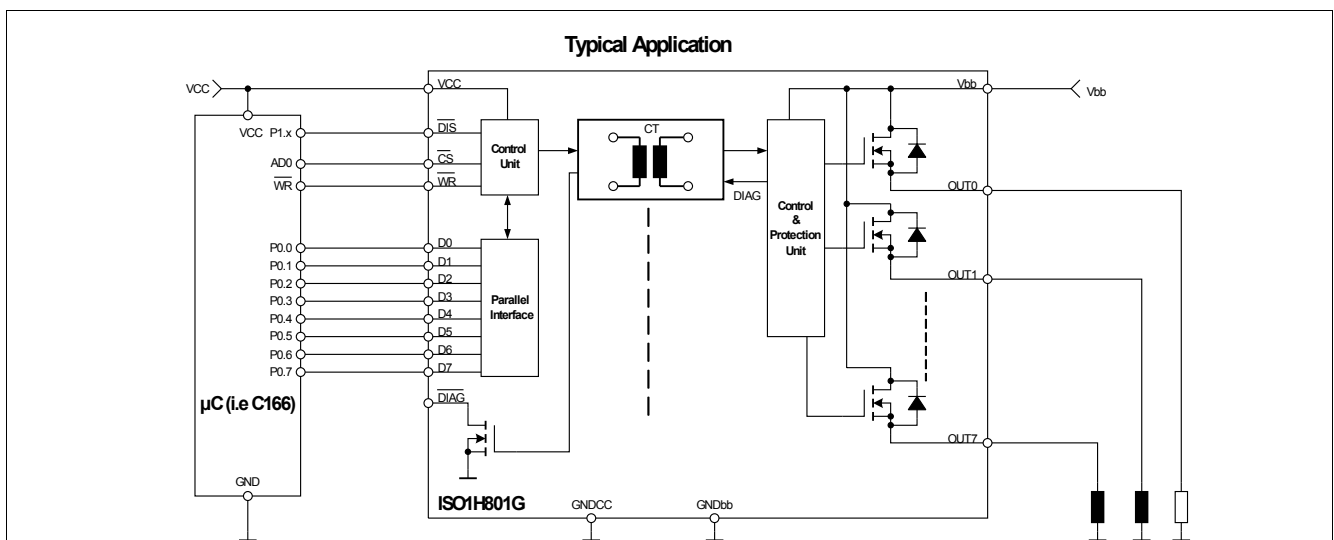 Typical Application
VCC
VCC
Vbb
Vbb
VCC P1.x
DIS
Control
Unit
CT
AD0
CS
WR
WR
DIAG
OUT0
Control
&
Protection
Unit
P0.0
D0
P0.1
D1
OUT1
P0.2
D2
P0.3
D3
Parallel
Interface
P0.4
D4
P0.5
D5
P0.6
D6
P0.7
D7
DIAG
µC (i.e C166)
OUT7
GND
ISO1H801G
GNDCC
GNDbb